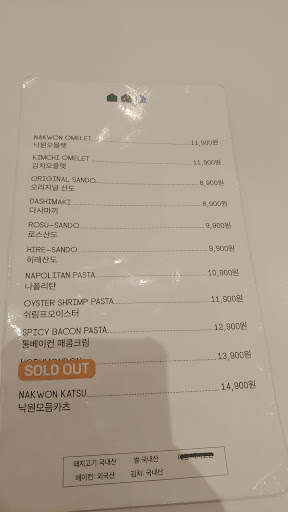 NAKWON OMELET 11,900원
낙원오믈렛
KIMCHI OMELET 11,900원
김치오믈렛
ORIGINAL SANDO 8,900원
오리지널 산도
DASHIMAKI 8,900원
다시마끼
ROSU-SANDO 9,900원
로스산도
HIRE-SANDO 9,900원
히레산도
NAPOLITAN PASTA 10,900원
나폴리탄
OYSTER SHRIMP PASTA 11,900원
쉬림프오이스터
SPICY BACON PASTA 12,900원
통베이컨 매콤크림
13,900원
SOLD OUT
NAKWON KATSU 14,900원
낙원모듬카츠
돼지고기:국내산 쌀:국내산
베이컨: 외국산 김치: 국내산